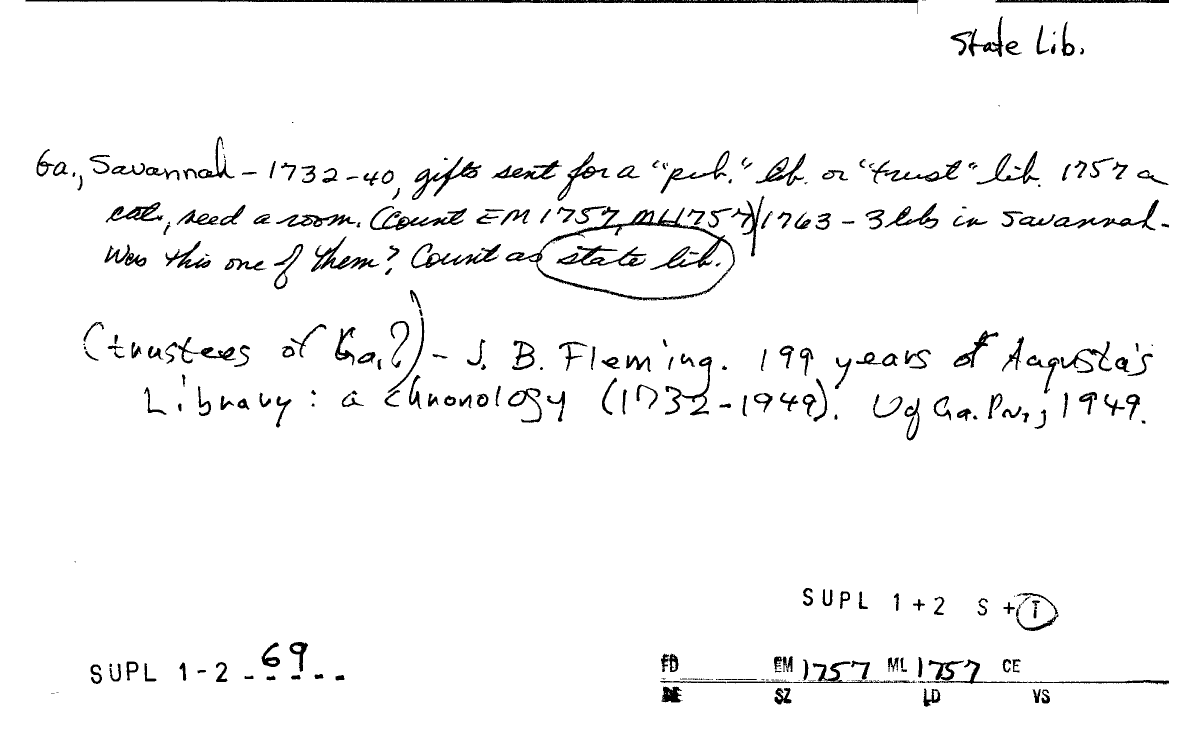 State Lib.
Ga., Savannah - 1732-40, gifts sent for a "pub." lib. or "trust" lib. 1757 a
cat., need a room. (Count EM 1757, ML 1757) 1763 - 3 libs in Savannah -
Was this one of them? Count as state lib.
(trustees of Ga.?) - J. B. Fleming. 199 years of Augusta's
Library: a chronology (1732-1949). U of Ga. Pr., 1949.
SUPL 1+2 S+T
SUPL 1-2 -69--
FD EM 1757 ML 1757 CE
DE SZ LD VS